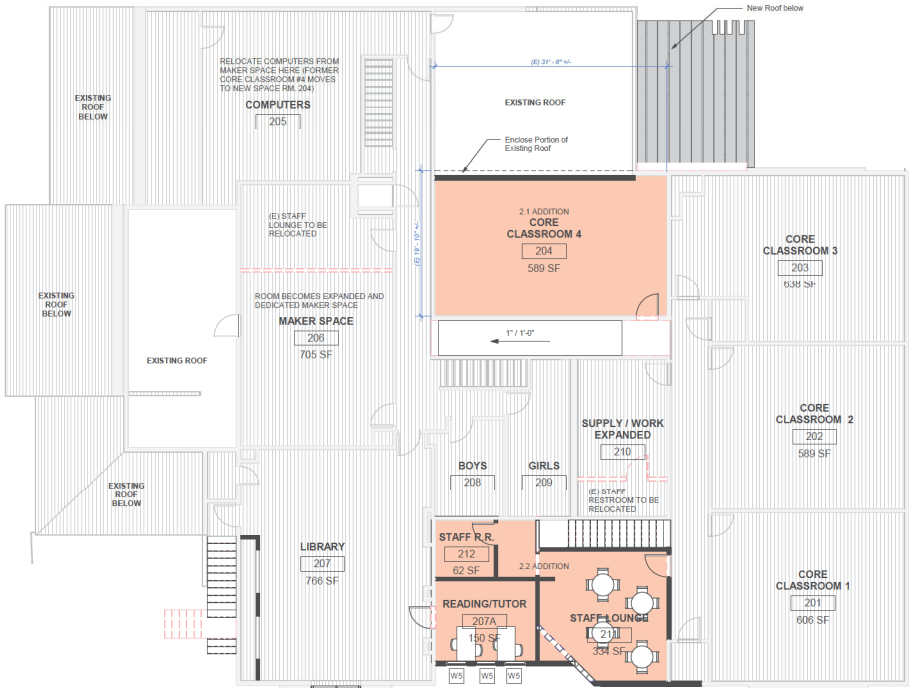 New Roof below
RELOCATE COMPUTERS FROM
MAKER SPACE HERE (FORMER
CORE CLASSROOM #4 MOVES
TO NEW SPACE RM. 204)
COMPUTERS
205
EXISTING
ROOF
BELOW
(E) 31' - 8" +/-
EXISTING ROOF
Enclose Portion of
Existing Roof
(E) STAFF
LOUNGE TO BE
RELOCATED
(E) 19' - 10" +/-
2.1 ADDITION
CORE
CLASSROOM 4
204
589 SF
CORE
CLASSROOM 3
203
638 SF
EXISTING
ROOF
BELOW
ROOM BECOMES EXPANDED AND
DEDICATED MAKER SPACE
MAKER SPACE
206
705 SF
1" / 1'-0"
EXISTING ROOF
CORE
CLASSROOM 2
202
589 SF
SUPPLY / WORK
EXPANDED
210
BOYS
208
GIRLS
209
(E) STAFF
RESTROOM TO BE
RELOCATED
EXISTING
ROOF
BELOW
LIBRARY
207
766 SF
STAFF R.R.
212
62 SF
2.2 ADDITION
CORE
CLASSROOM 1
201
606 SF
READING/TUTOR
207A
150 SF
STAFF LOUNGE
211
334 SF
W5
W5
W5